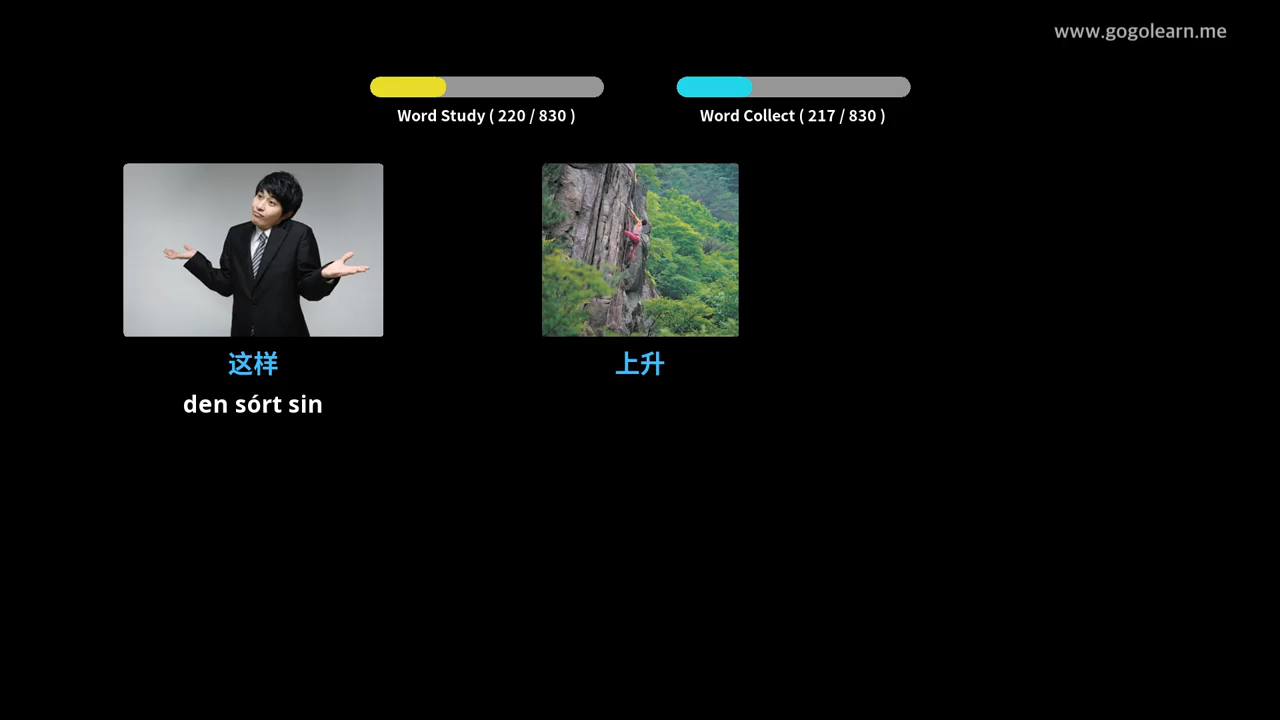 www.gogolearn.me
Word Study ( 220 / 830 )
Word Collect ( 217 / 830 )
这样
上升
den sórt sin